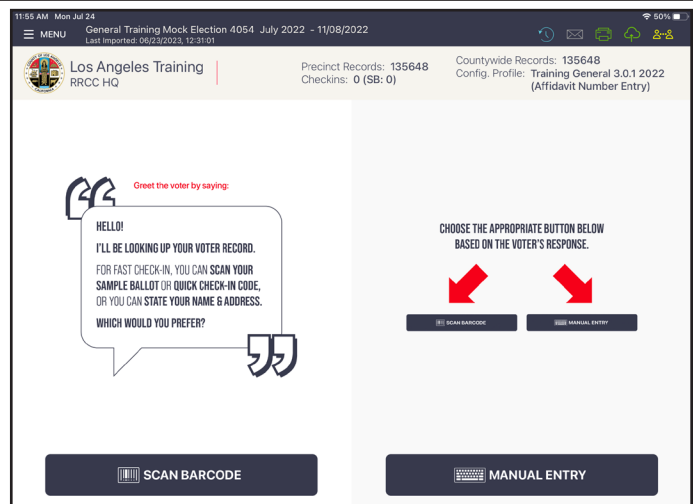 11:55 AM Mon Jul 24
50%
MENU
General Training Mock Election 4054 July 2022 - 11/08/2022
Last Imported: 06/23/2023, 12:31:01
Los Angeles Training
RRCC HQ
Precinct Records: 135648
Checkins: 0 (SB: 0)
Countywide Records: 135648
Config. Profile: Training General 3.0.1 2022
(Affidavit Number Entry)
Greet the voter by saying:
HELLO!
I'LL BE LOOKING UP YOUR VOTER RECORD.
FOR FAST CHECK-IN, YOU CAN SCAN YOUR
SAMPLE BALLOT OR QUICK CHECK-IN CODE,
OR YOU CAN STATE YOUR NAME & ADDRESS.
WHICH WOULD YOU PREFER?
CHOOSE THE APPROPRIATE BUTTON BELOW
BASED ON THE VOTER'S RESPONSE.
SCAN BARCODE
MANUAL ENTRY
SCAN BARCODE
MANUAL ENTRY